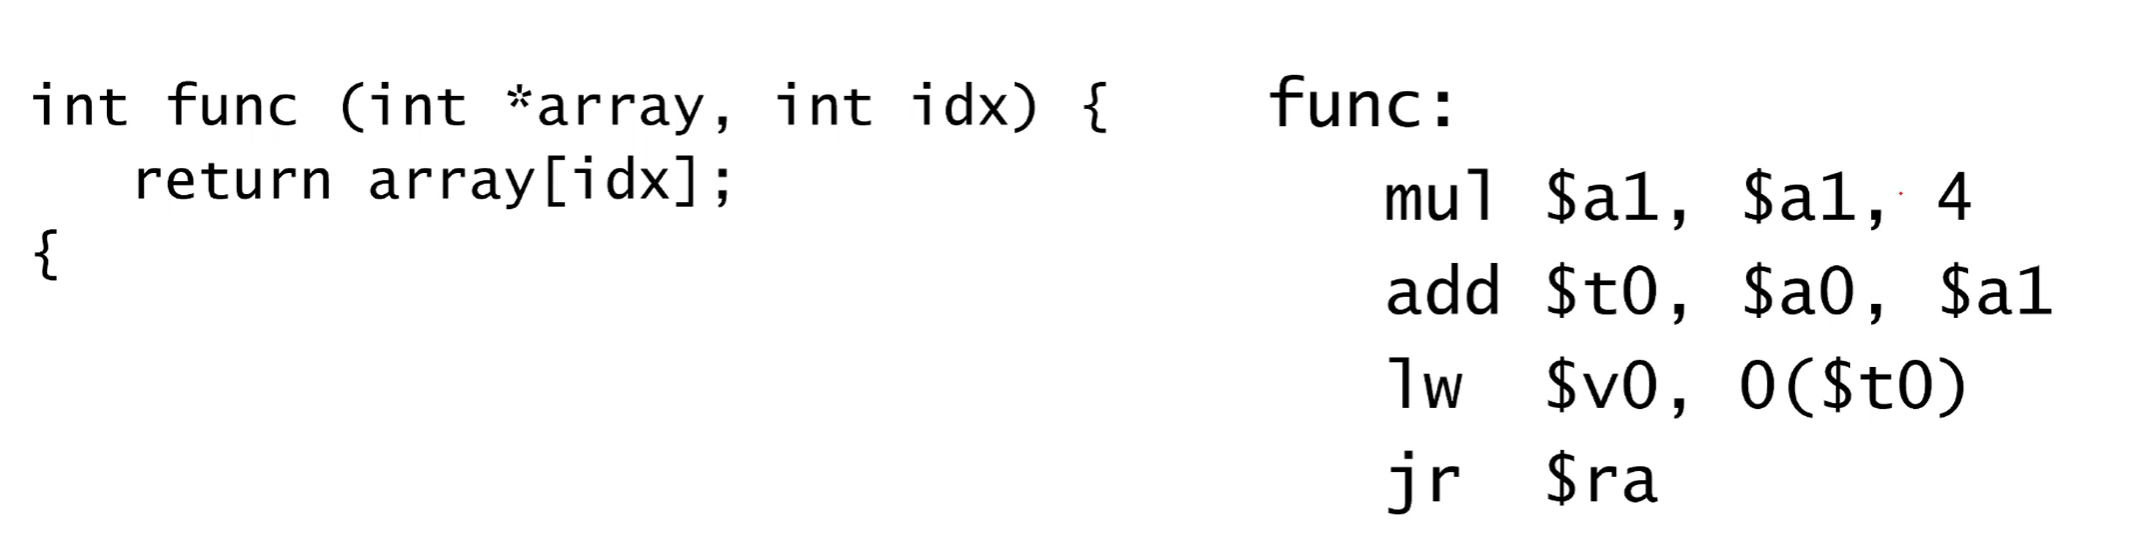 int func (int *array, int idx) {
   return array[idx];
{
func:
   mul $a1, $a1, 4
   add $t0, $a0, $a1
   lw  $v0, 0($t0)
   jr  $ra